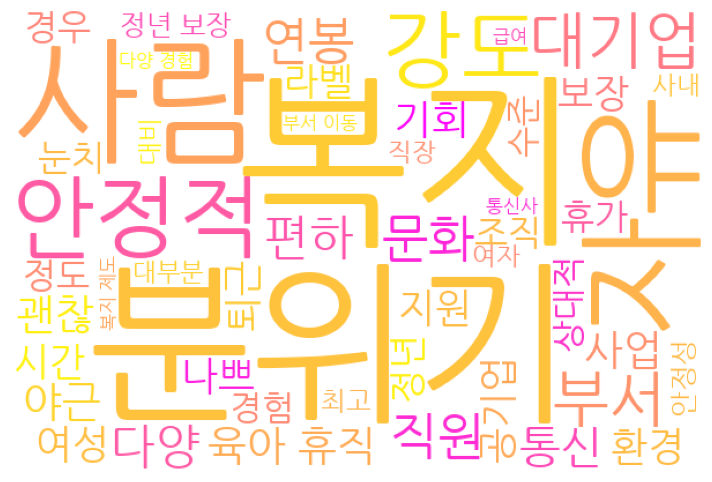 경우
정년 보장
연봉
강도
급여
대기업
사람
다양 경험
라벨
복지
부서 이동
기회
수준
보장
사내
눈치
대비
직장
자유
안정적
편하
문화
통신사
조직
휴가
여자
정도
복지 제도
대부분
퇴근
분위기
지원
상대적
괜찮
시간
나쁘
정년
공기업
사업
부서
안정성
야근
경험
최고
여성
다양
육아 휴직
직원
통신
환경